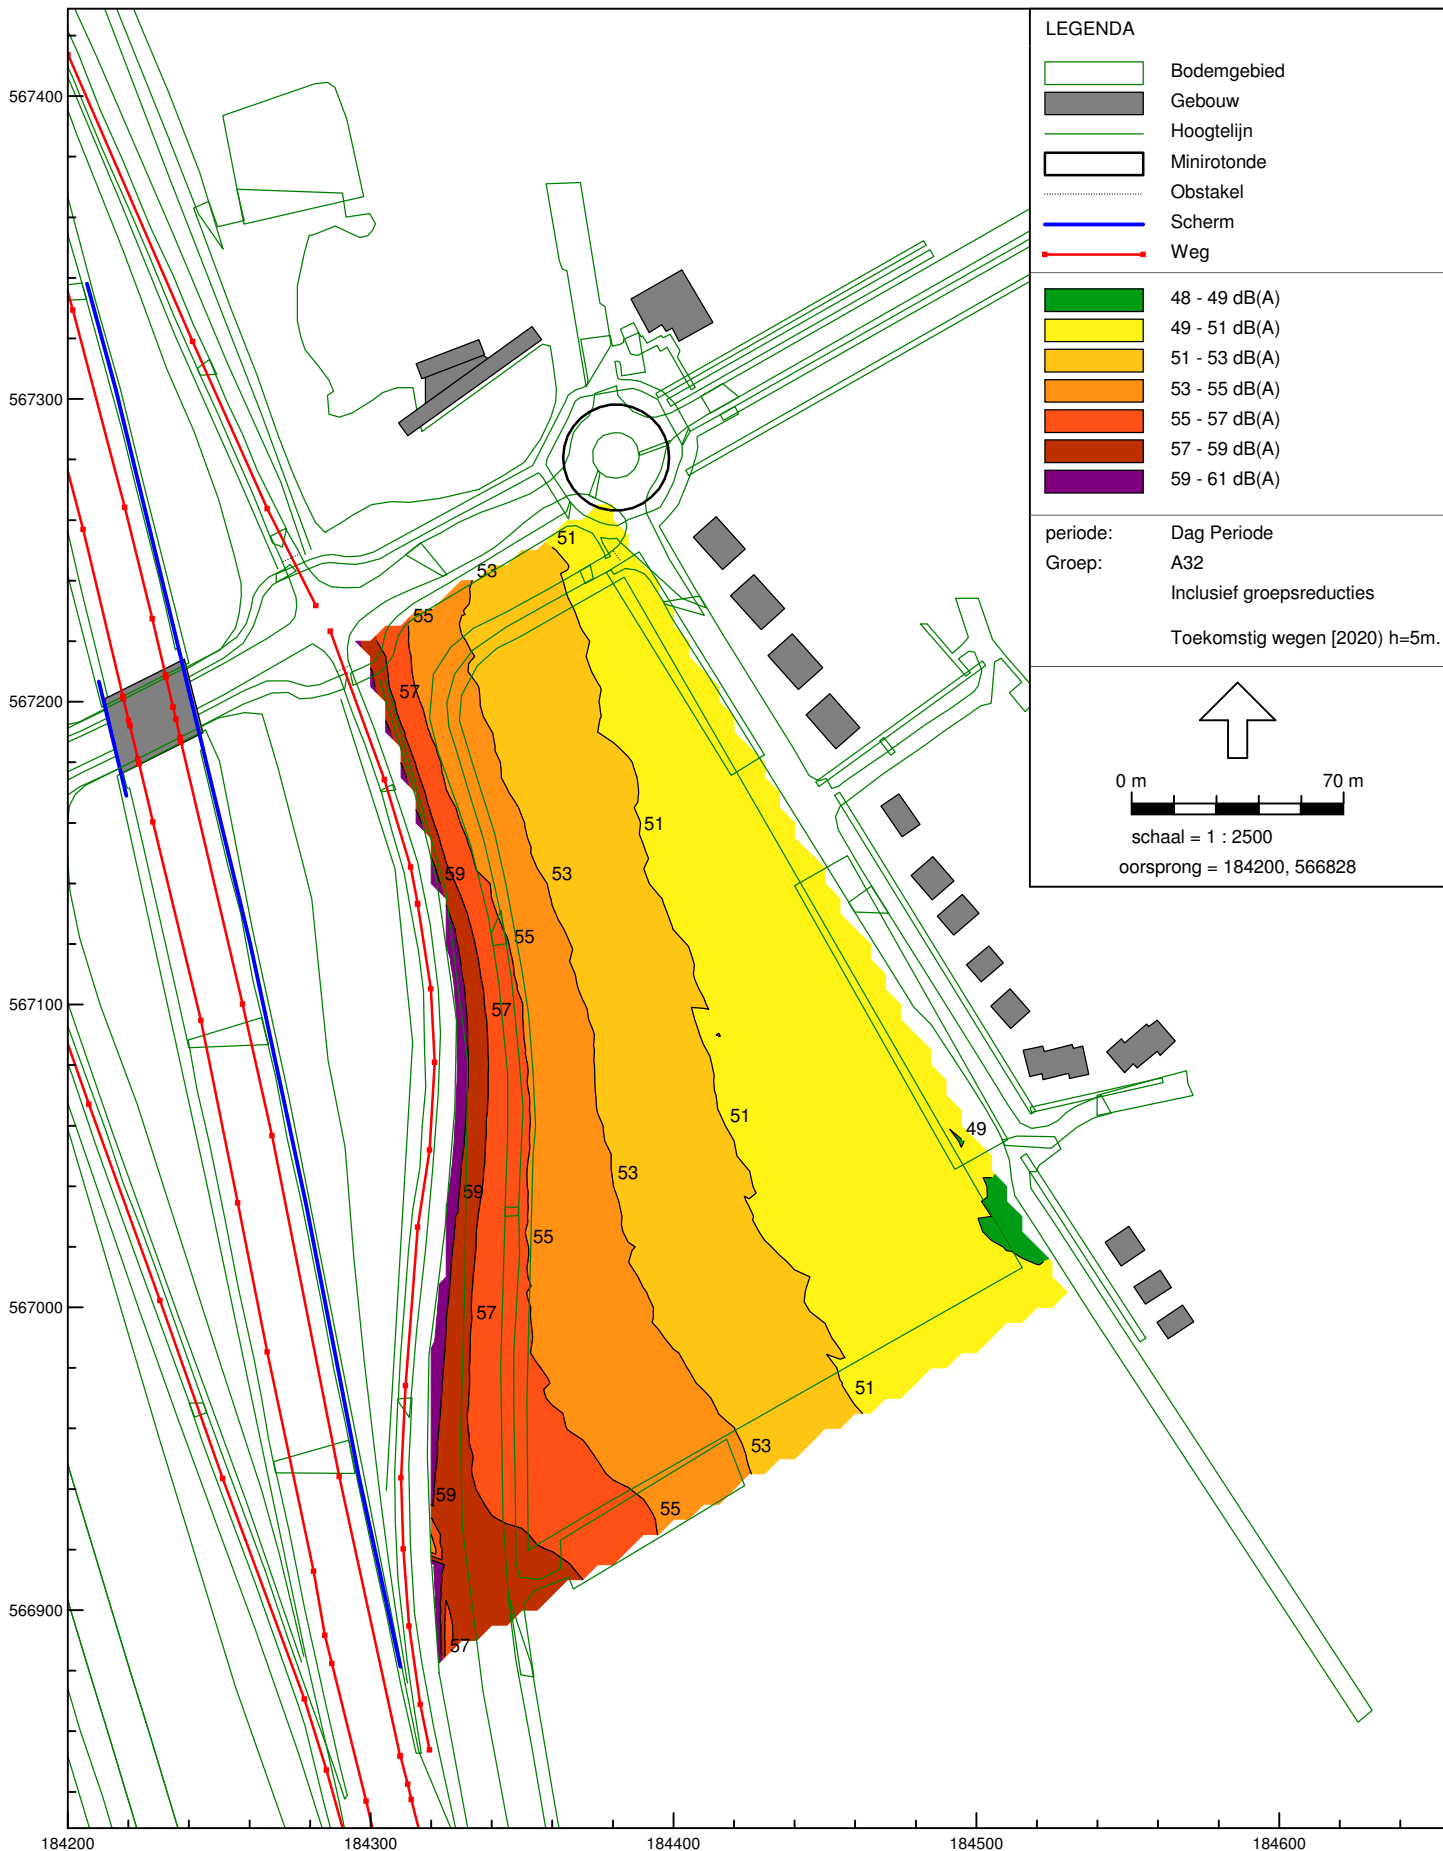 LEGENDA
Bodemgebied
Gebouw
Hoogtelijn
Minirotonde
Obstakel
Scherm
Weg
48 - 49 dB(A)
49 - 51 dB(A)
51 - 53 dB(A)
53 - 55 dB(A)
55 - 57 dB(A)
57 - 59 dB(A)
59 - 61 dB(A)
periode: Dag Periode
Groep: A32
Inclusief groepsreducties
Toekomstig wegen [2020) h=5m.
0 m 70 m
schaal = 1 : 2500
oorsprong = 184200, 566828
567400
567300
51
53
55
57
567200
51
59
53
55
57
567100
51
49
53
59
55
57
567000
51
53
59
55
566900
57
184200 184300 184400 184500 184600